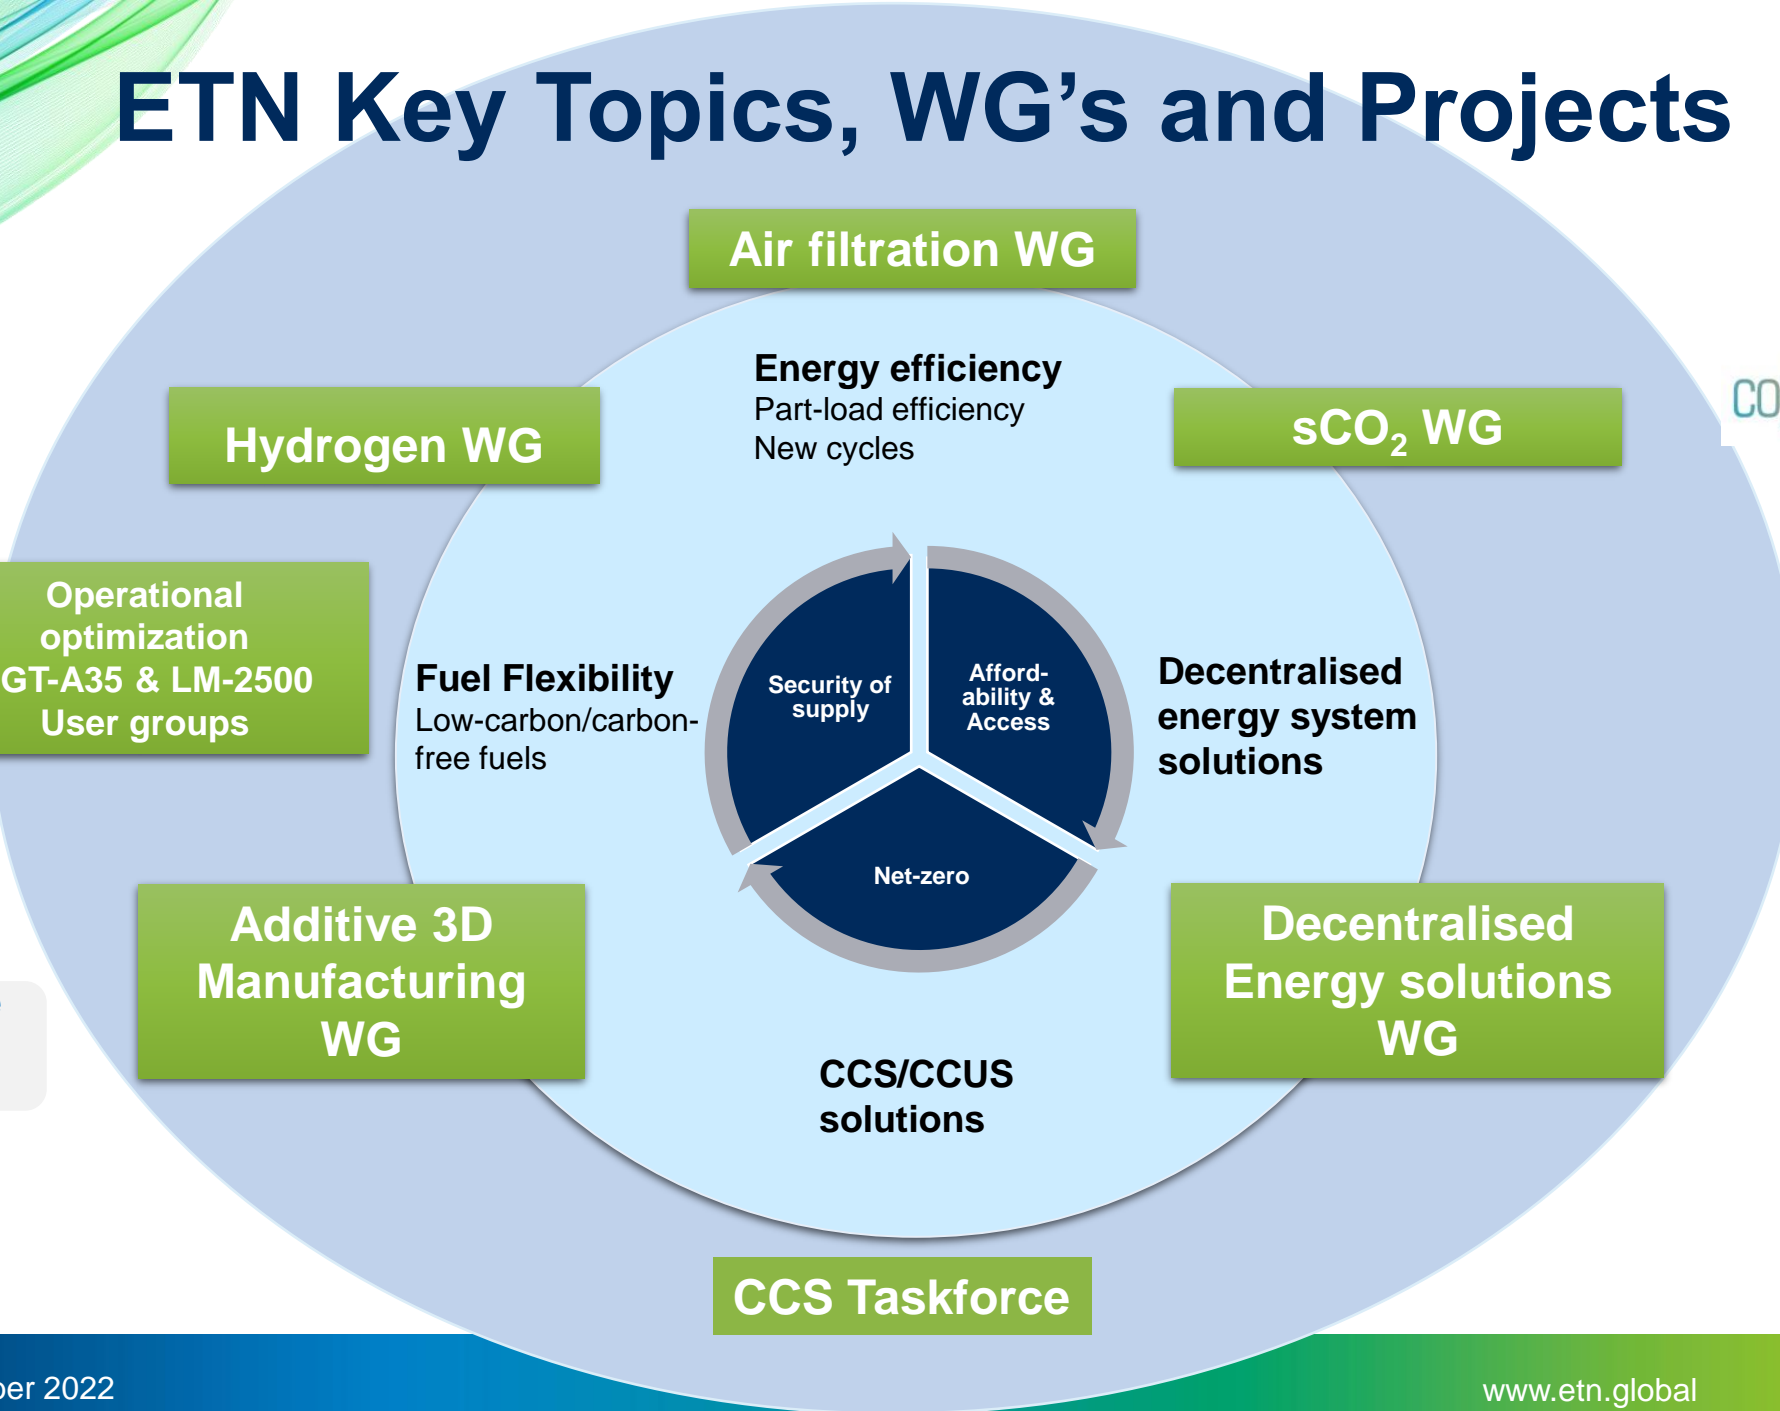 ETN Key Topics, WG’s and Projects
Air filtration WG
Energy efficiency
Part-load efficiency
New cycles
Hydrogen WG
sCO₂ WG
Operational
optimization
GT-A35 & LM-2500
User groups
Fuel Flexibility
Low-carbon/carbon-
free fuels
Security of
supply
Afford-
ability &
Access
Net-zero
Decentralised
energy system
solutions
Additive 3D
Manufacturing
WG
Decentralised
Energy solutions
WG
CCS/CCUS
solutions
CCS Taskforce
2022
www.etn.global